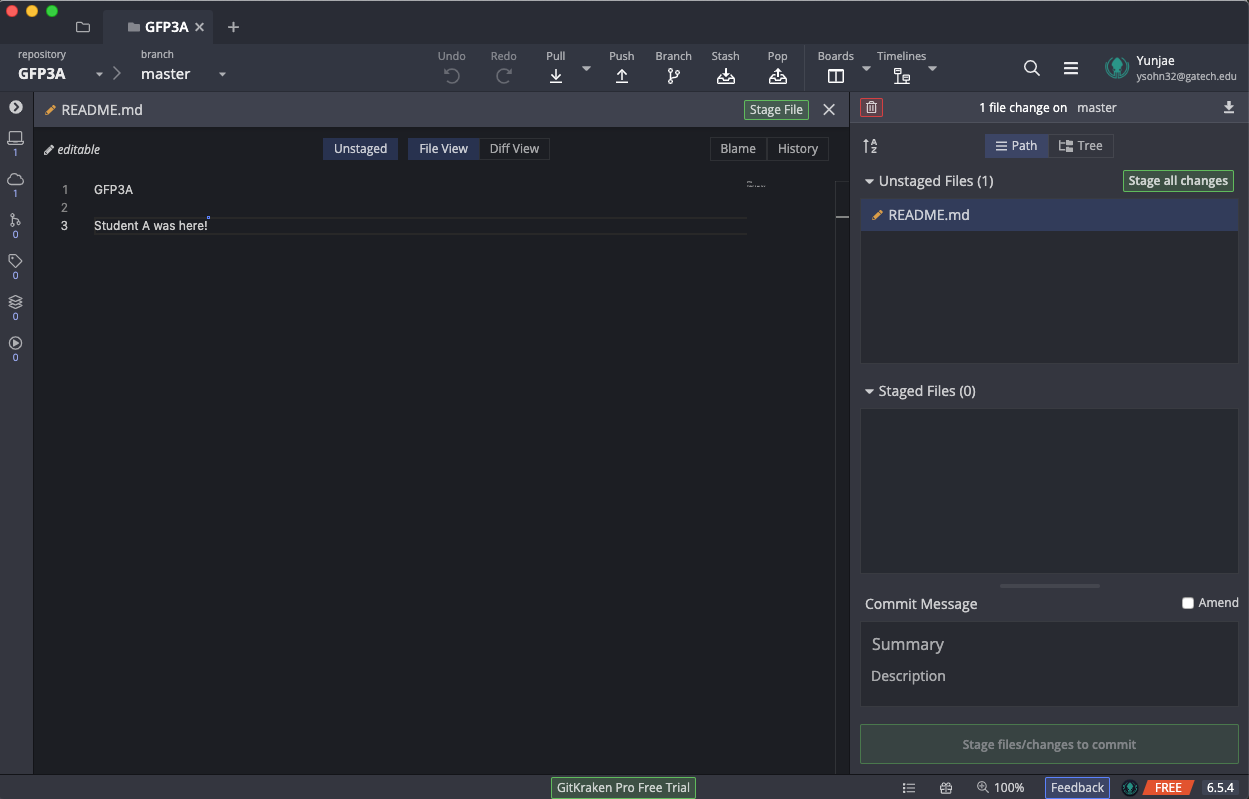 GFP3A
repository
GFP3A
branch
master
Undo
Redo
Pull
Push
Branch
Stash
Pop
Boards
Timelines
Yunjae
ysohn32@gatech.edu
1
1
0
0
0
0
README.md
Stage File
editable
Unstaged
File View
Diff View
Blame
History
1 GFP3A
2
3 Student A was here!
1 file change on master
A
Z
Path
Tree
Unstaged Files (1)
Stage all changes
README.md
Staged Files (0)
Commit Message
Amend
Summary
Description
Stage files/changes to commit
GitKraken Pro Free Trial
100%
Feedback
FREE
6.5.4